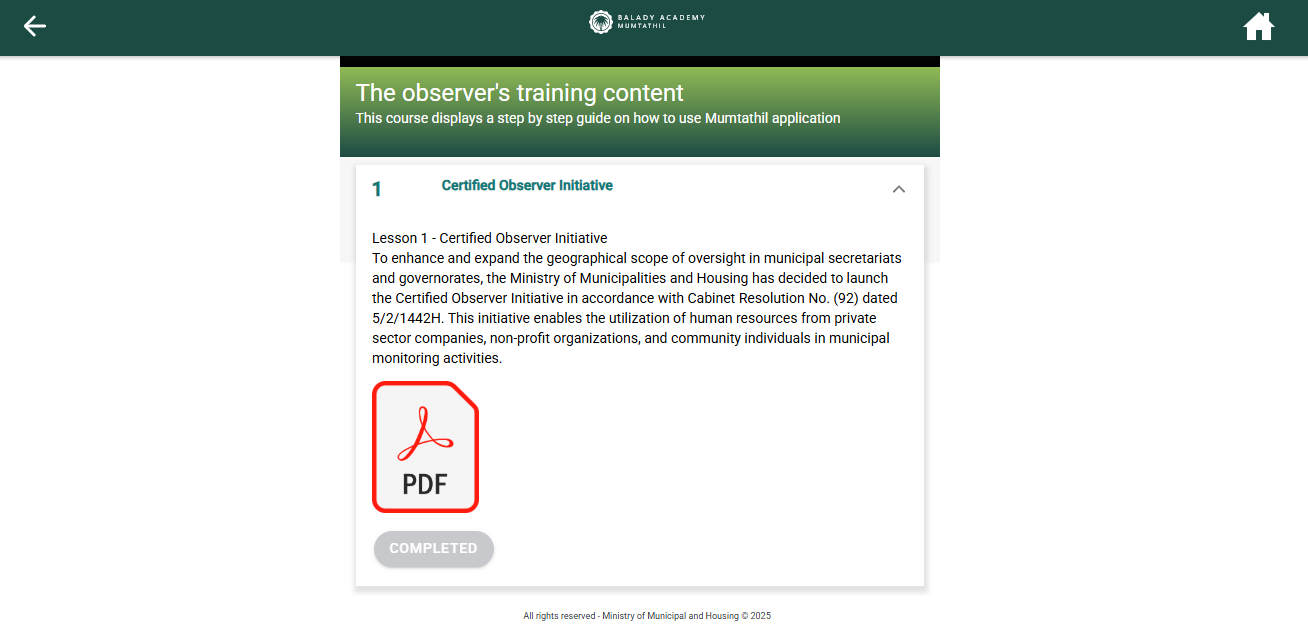 BALADY ACADEMY
MUMTATHIL
The observer's training content
This course displays a step by step guide on how to use Mumtathil application
1 Certified Observer Initiative
Lesson 1 - Certified Observer Initiative
To enhance and expand the geographical scope of oversight in municipal secretariats
and governorates, the Ministry of Municipalities and Housing has decided to launch
the Certified Observer Initiative in accordance with Cabinet Resolution No. (92) dated
5/2/1442H. This initiative enables the utilization of human resources from private
sector companies, non-profit organizations, and community individuals in municipal
monitoring activities.
PDF
COMPLETED
All rights reserved - Ministry of Municipal and Housing © 2025